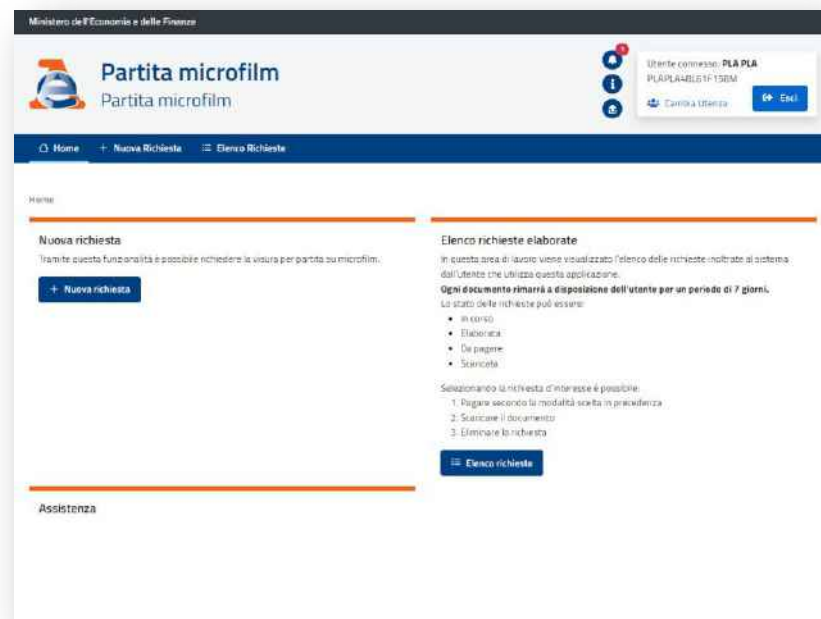 Ministero dell'Economia e delle Finanze
Partita microfilm
Partita microfilm
Utente connesso: PLA PLA
Cambia Utenza
Esci
Home
+ Nuova Richiesta
Elenco Richieste
Home
Nuova richiesta
Tramite questa funzionalità è possibile richiedere la visura per partita su microfilm.
+ Nuova richiesta
Elenco richieste elaborate
In questa area di lavoro viene visualizzato l'elenco delle richieste inoltrate al sistema
dall'utente che utilizza questa applicazione.
Ogni documento rimarrà a disposizione dell'utente per un periodo di 7 giorni.
Lo stato delle richieste può essere:
• In corso
• Elaborata
• Da pagare
• Scaricata
Selezionando la richiesta d'interesse è possibile:
1. Pagare secondo la modalità scelta in precedenza
2. Scaricare il documento
3. Eliminare la richiesta
Elenco richieste
Assistenza